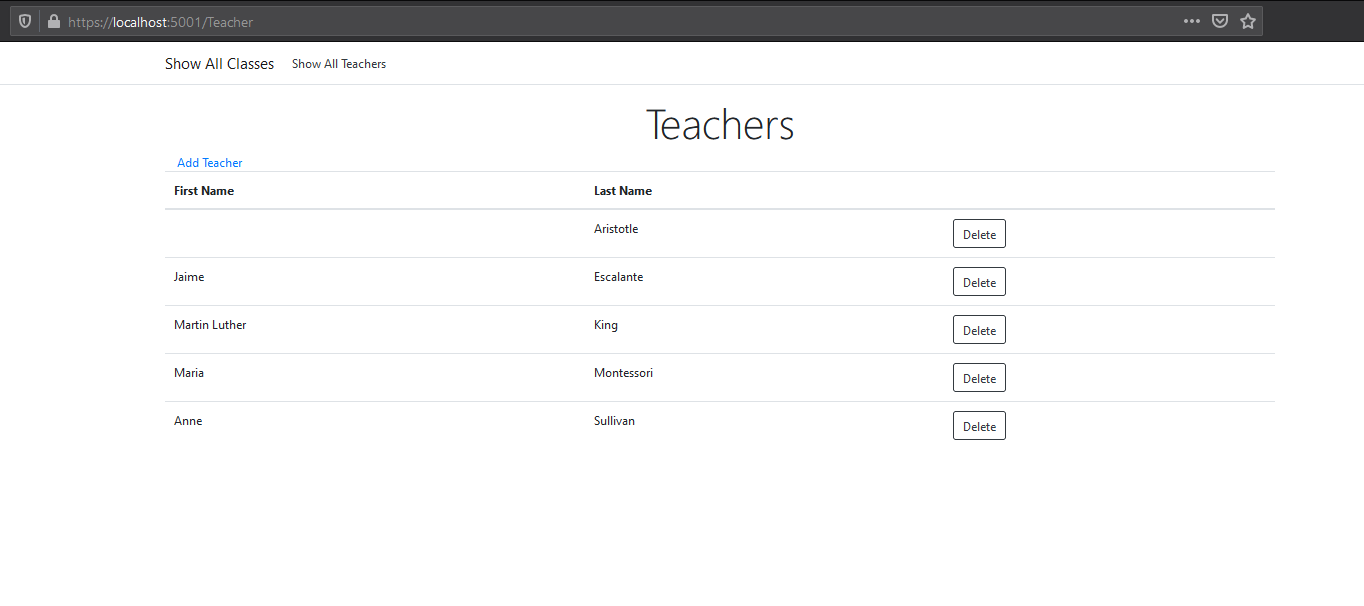 https://localhost:5001/Teacher
Show All Classes Show All Teachers
Teachers
Add Teacher
First Name Last Name
Aristotle Delete
Jaime Escalante Delete
Martin Luther King Delete
Maria Montessori Delete
Anne Sullivan Delete